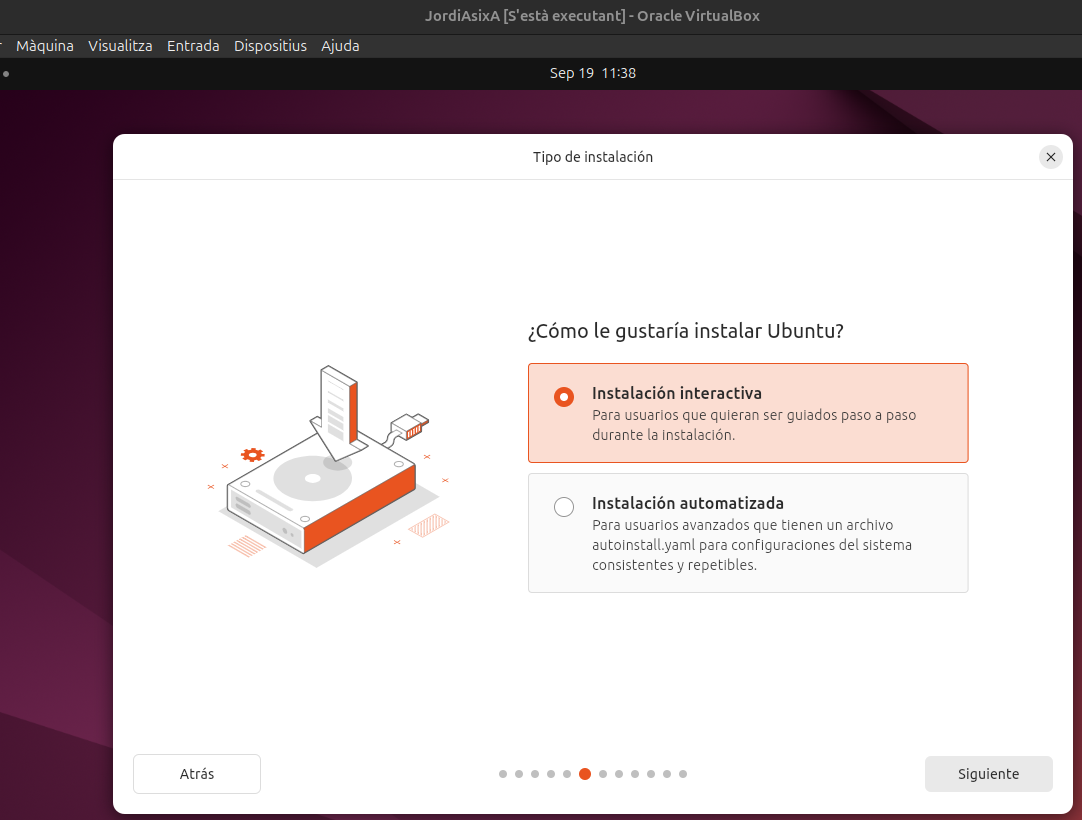 JordiAsixA [S'està executant] - Oracle VirtualBox
Màquina Visualitza Entrada Dispositius Ajuda
Sep 19 11:38
Tipo de instalación
¿Cómo le gustaría instalar Ubuntu?
Instalación interactiva
Para usuarios que quieran ser guiados paso a paso
durante la instalación.
Instalación automatizada
Para usuarios avanzados que tienen un archivo
autoinstall.yaml para configuraciones del sistema
consistentes y repetibles.
Atrás
Siguiente